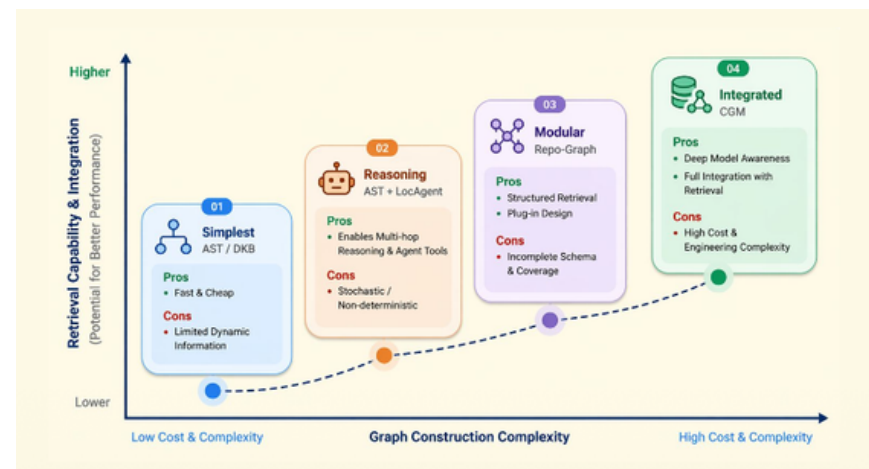 Higher
Retrieval Capability & Integration
(Potential for Better Performance)
Lower
01
Simplest
AST / DKB
Pros
• Fast & Cheap
Cons
• Limited Dynamic
Information
02
Reasoning
AST + LocAgent
Pros
• Enables Multi-hop
Reasoning & Agent Tools
Cons
• Stochastic /
Non-deterministic
03
Modular
Repo-Graph
Pros
• Structured Retrieval
• Plug-in Design
Cons
• Incomplete Schema
& Coverage
04
Integrated
CGM
Pros
• Deep Model Awareness
• Full Integration with
Retrieval
Cons
• High Cost &
Engineering Complexity
Low Cost & Complexity
Graph Construction Complexity
High Cost & Complexity